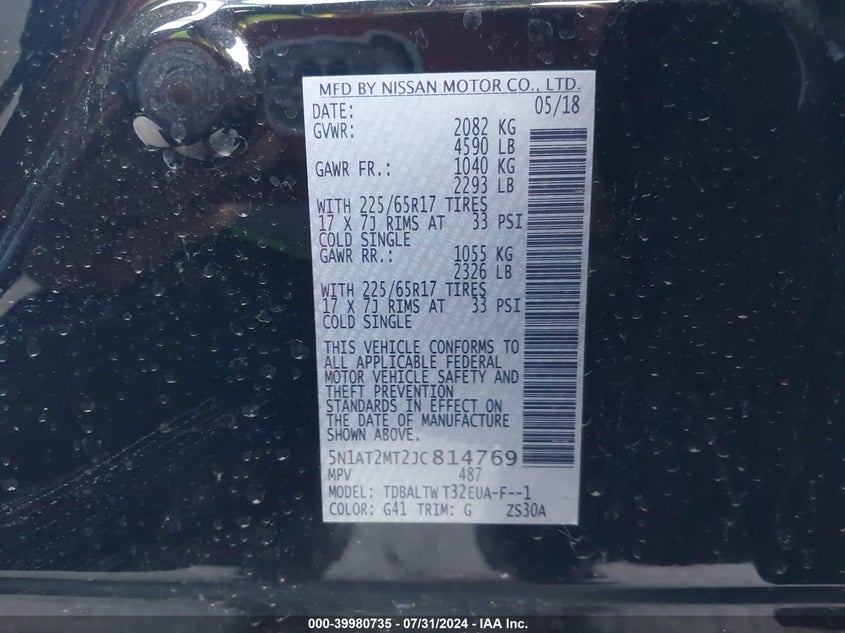 MFD BY NISSAN MOTOR CO., LTD.
DATE: 05/18
GVWR: 2082 KG
4590 LB
GAWR FR.: 1040 KG
2293 LB
WITH 225/65R17 TIRES
17 X 7J RIMS AT 33 PSI
COLD SINGLE
GAWR RR.: 1055 KG
2326 LB
WITH 225/65R17 TIRES
17 X 7J RIMS AT 33 PSI
COLD SINGLE
THIS VEHICLE CONFORMS TO
ALL APPLICABLE FEDERAL
MOTOR VEHICLE SAFETY AND
THEFT PREVENTION
STANDARDS IN EFFECT ON
THE DATE OF MANUFACTURE
SHOWN ABOVE.
5N1AT2MT2JC814769
MPV 487
MODEL: TDBALTW T32EUA-F--1
COLOR: G41 TRIM: G ZS30A
000-39980735 - 07/31/2024 - IAA Inc.